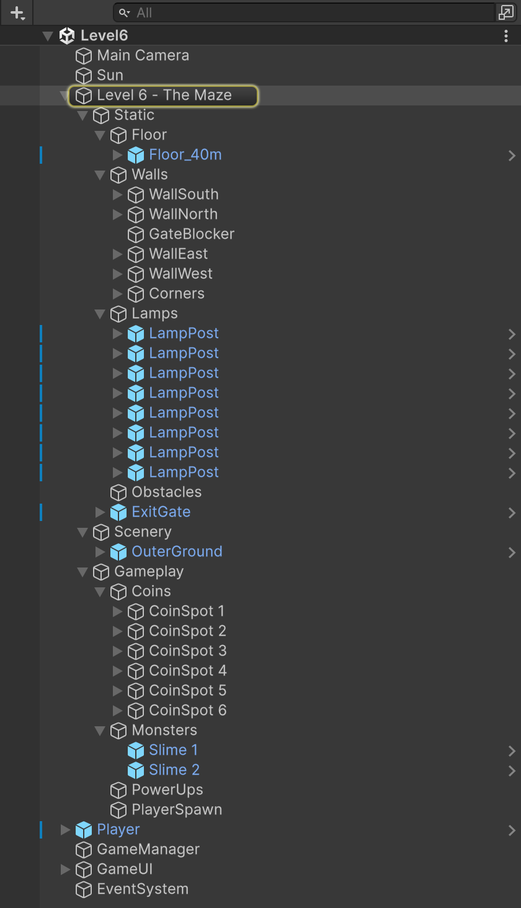 All
Level6
Main Camera
Sun
Level 6 - The Maze
Static
Floor
Floor_40m
Walls
WallSouth
WallNorth
GateBlocker
WallEast
WallWest
Corners
Lamps
LampPost
LampPost
LampPost
LampPost
LampPost
LampPost
LampPost
LampPost
Obstacles
ExitGate
Scenery
OuterGround
Gameplay
Coins
CoinSpot 1
CoinSpot 2
CoinSpot 3
CoinSpot 4
CoinSpot 5
CoinSpot 6
Monsters
Slime 1
Slime 2
PowerUps
PlayerSpawn
Player
GameManager
GameUI
EventSystem